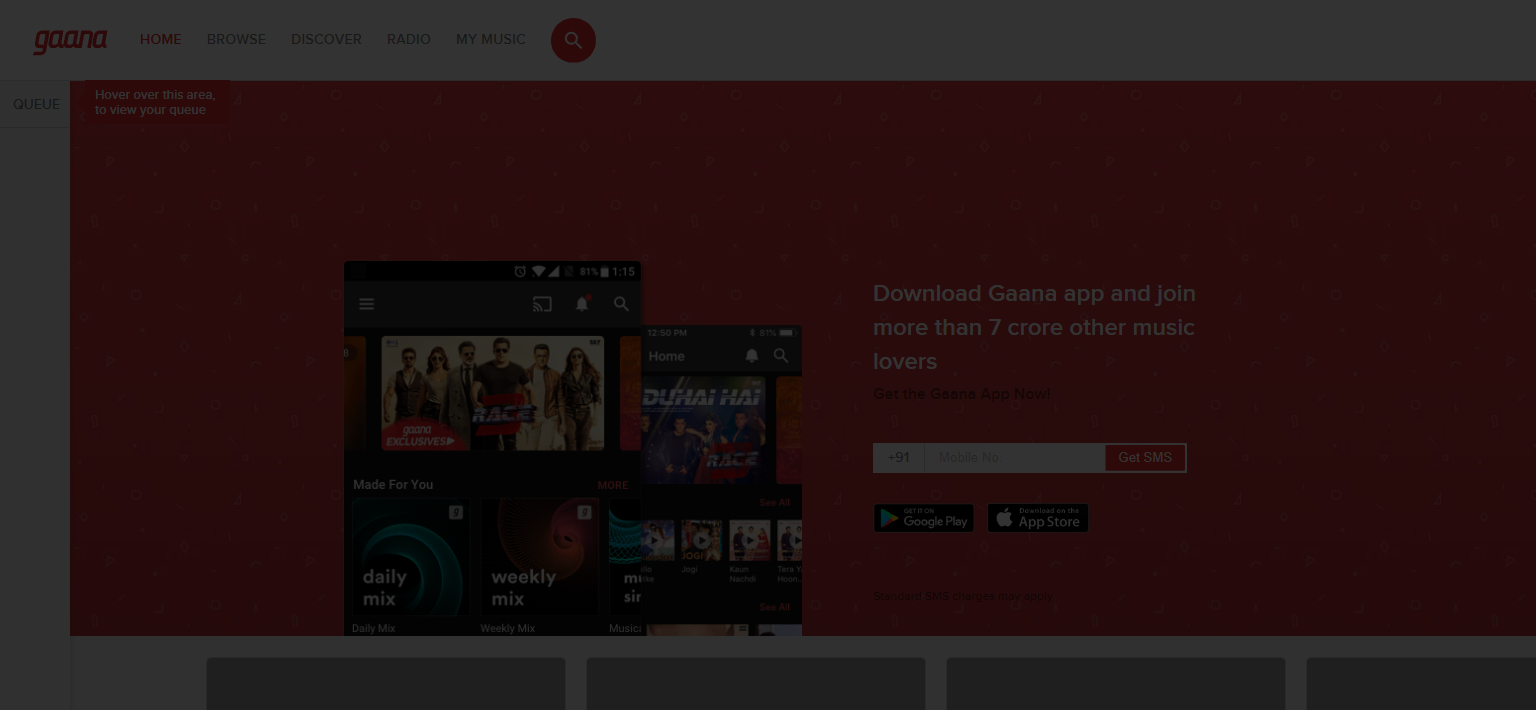 gaana
HOME BROWSE DISCOVER RADIO MY MUSIC
QUEUE
Hover over this area,
to view your queue
81% 1:15
gaana
EXCLUSIVES
RACE
Made For You
MORE
daily
mix
weekly
mix
mu
sin
Daily Mix
Weekly Mix
Music
12:50 PM
81%
Home
DUHAI HAI
RACE
See All
JOGI
Jogi
Kaun
Nachdi
Tera Y
Hoon..
See All
Download Gaana app and join
more than 7 crore other music
lovers
Get the Gaana App Now!
+91 Mobile No Get SMS
GET IT ON
Google Play
Download on the
App Store
Standard SMS charges may apply